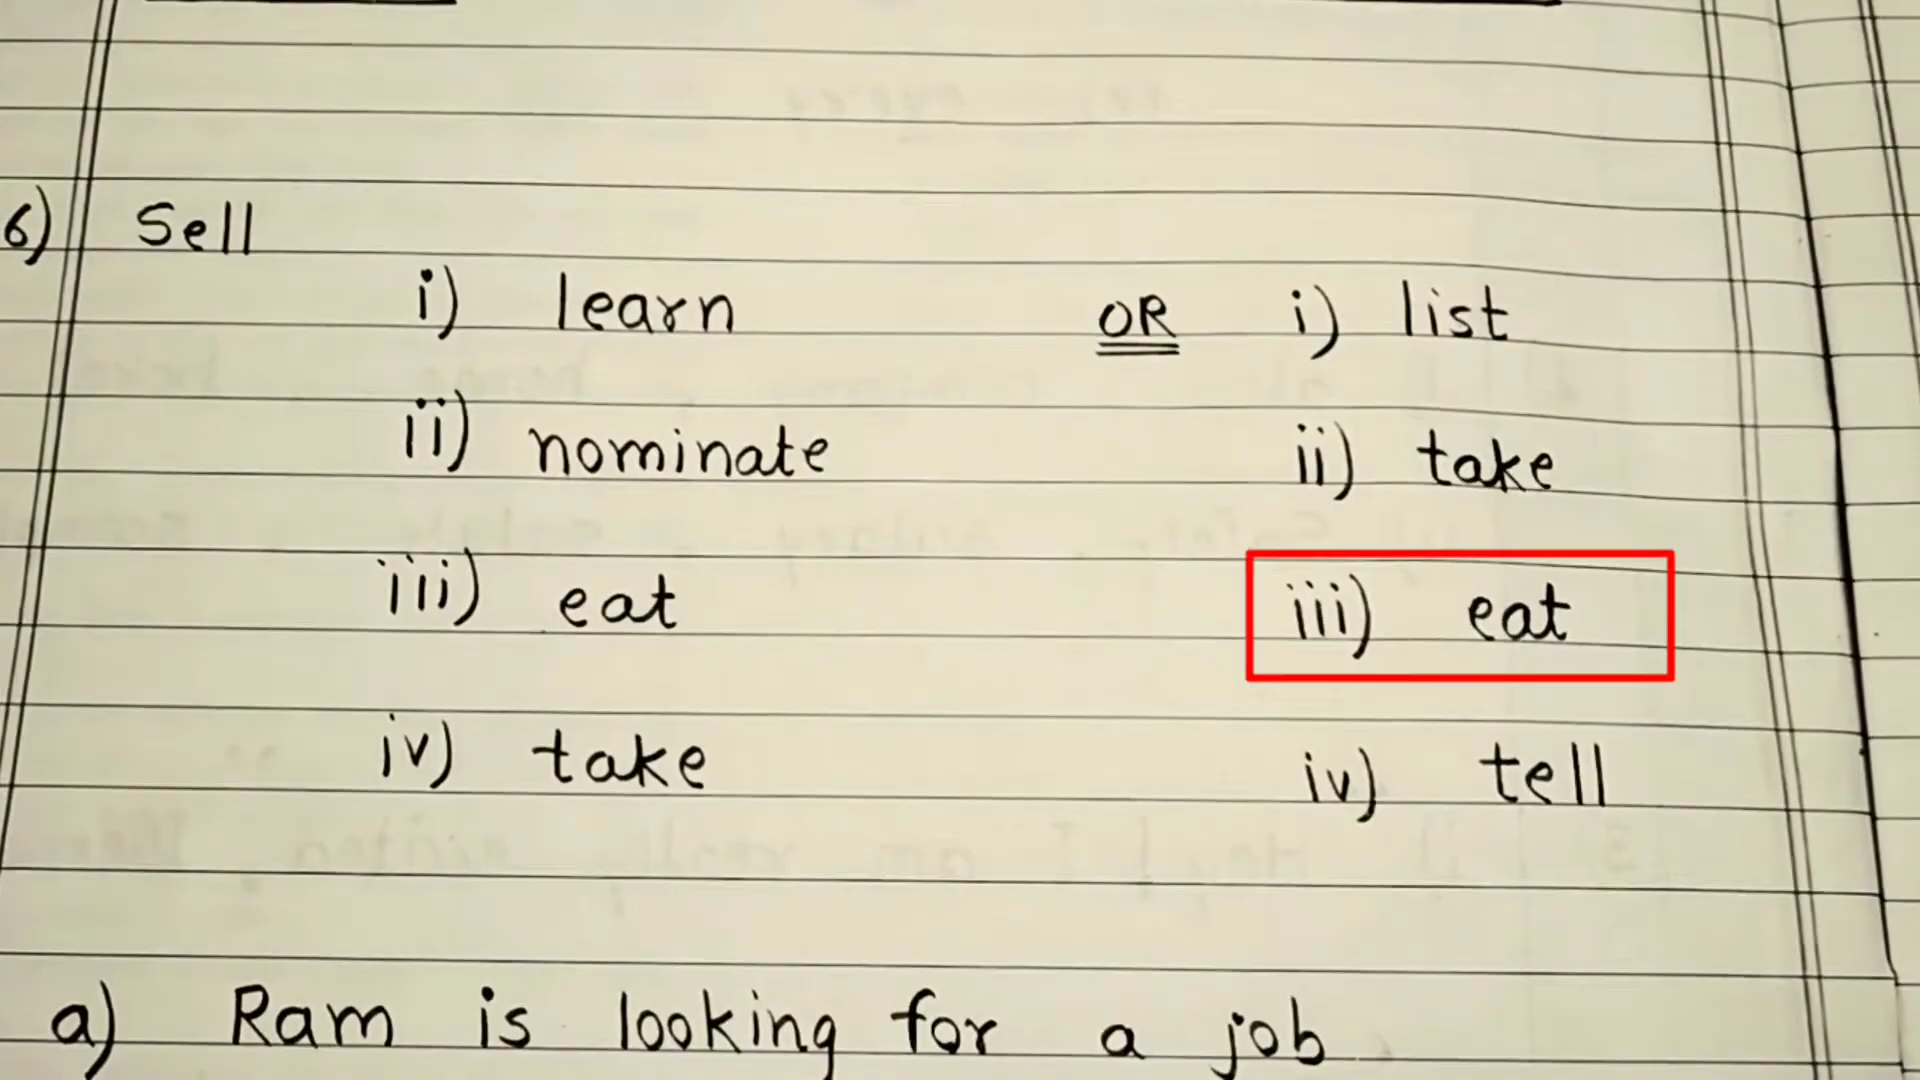 6) Sell
i) learn OR i) list
ii) nominate ii) take
iii) eat iii) eat
iv) take iv) tell
a) Ram is looking for a job.